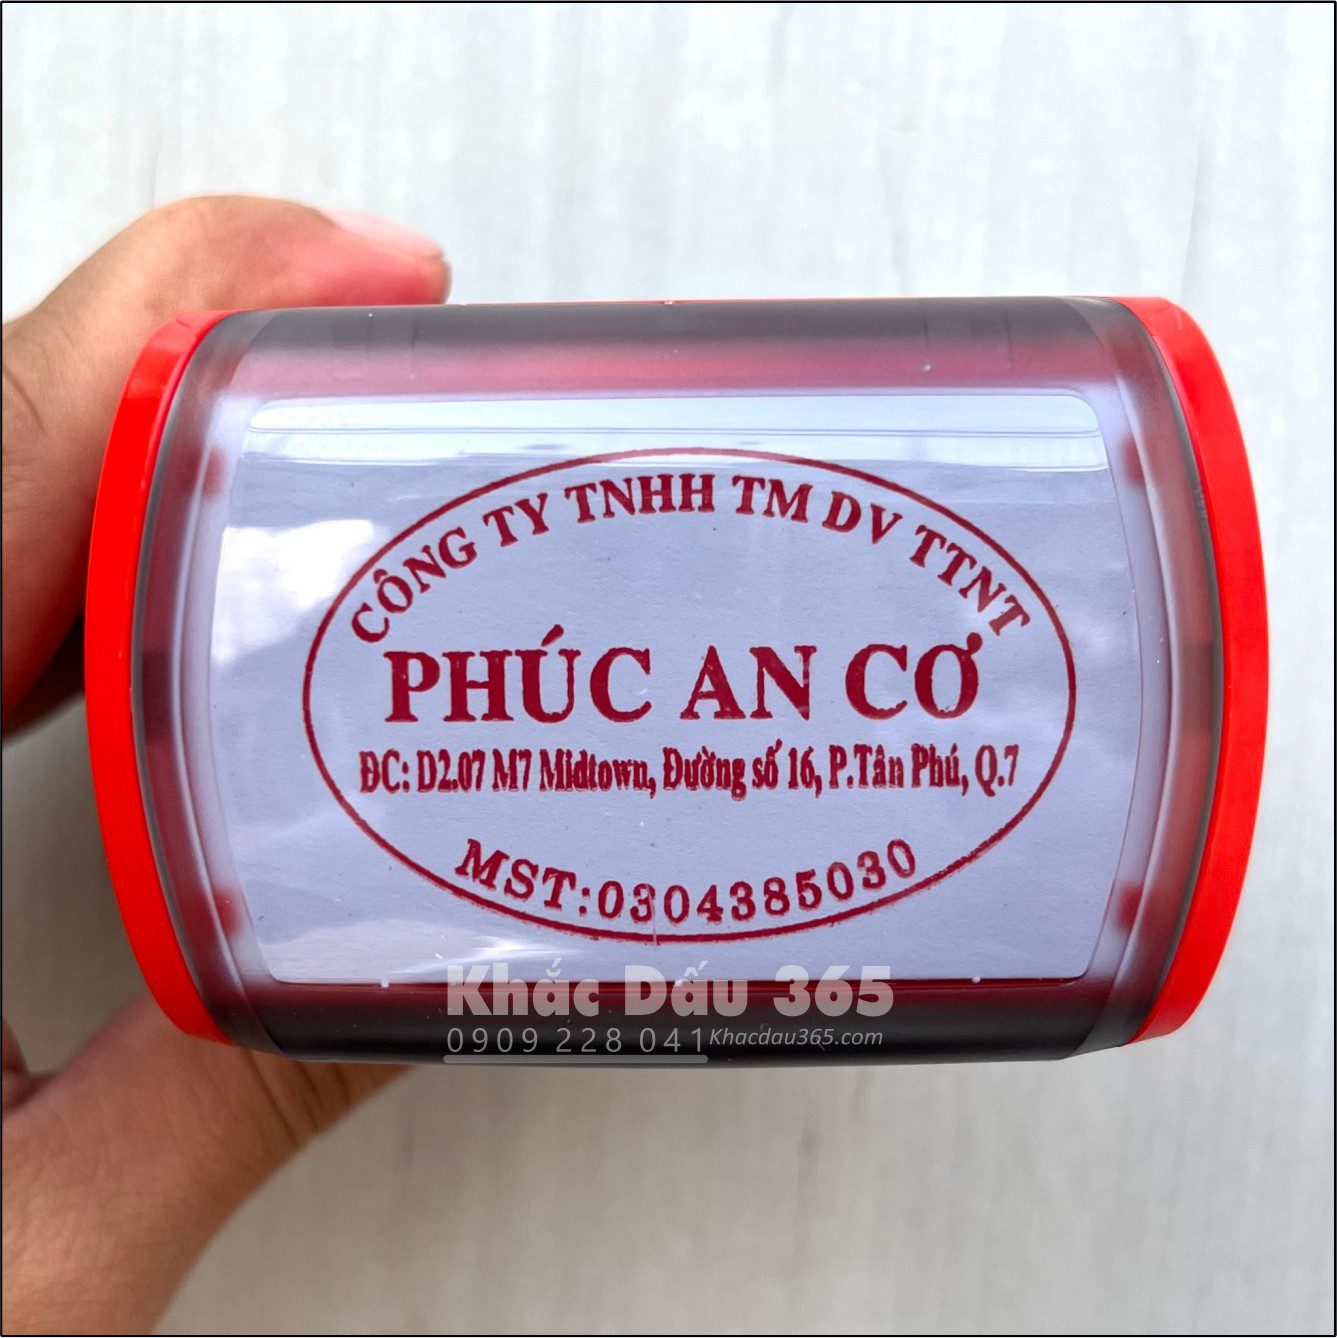 CÔNG TY TNHH TM DV TTNT
PHÚC AN CƠ
ĐC: D2.07 M7 Midtown, Đường số 16, P.Tân Phú, Q.7
MST:0304385030
Khắc Dấu 365
0909 228 041 Khacdau365.com